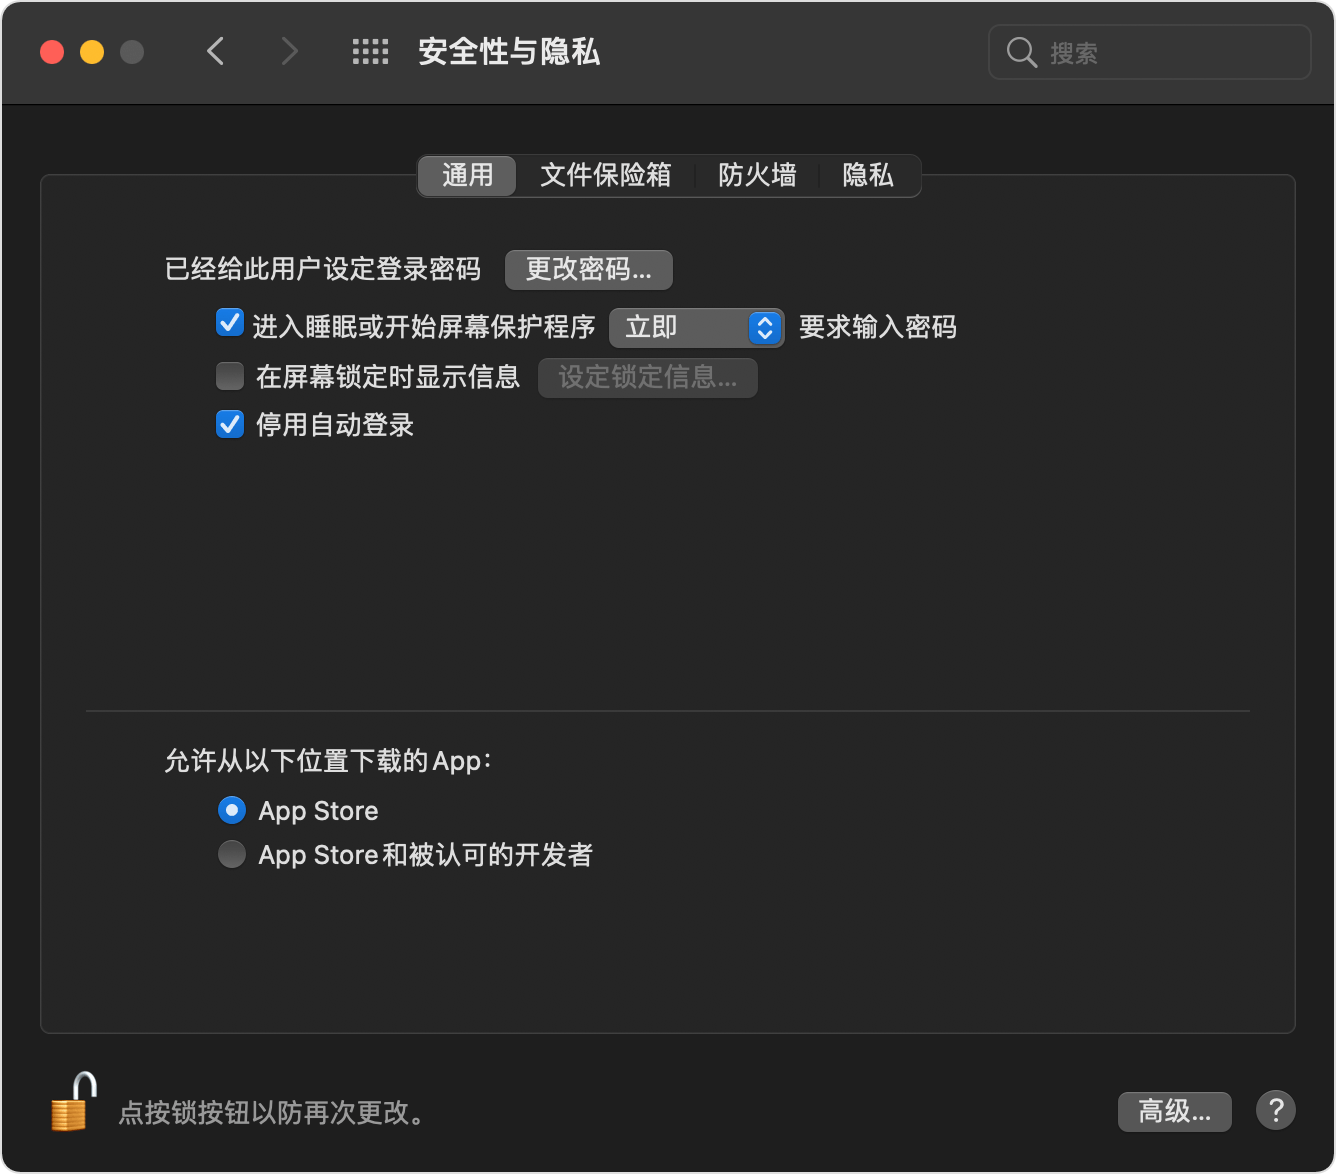 安全性与隐私
搜索
通用 文件保险箱 防火墙 隐私
已经给此用户设定登录密码 更改密码...
进入睡眠或开始屏幕保护程序 立即 要求输入密码
在屏幕锁定时显示信息 设定锁定信息...
停用自动登录
允许从以下位置下载的App：
App Store
App Store和被认可的开发者
点按锁按钮以防再次更改。
高级... ?